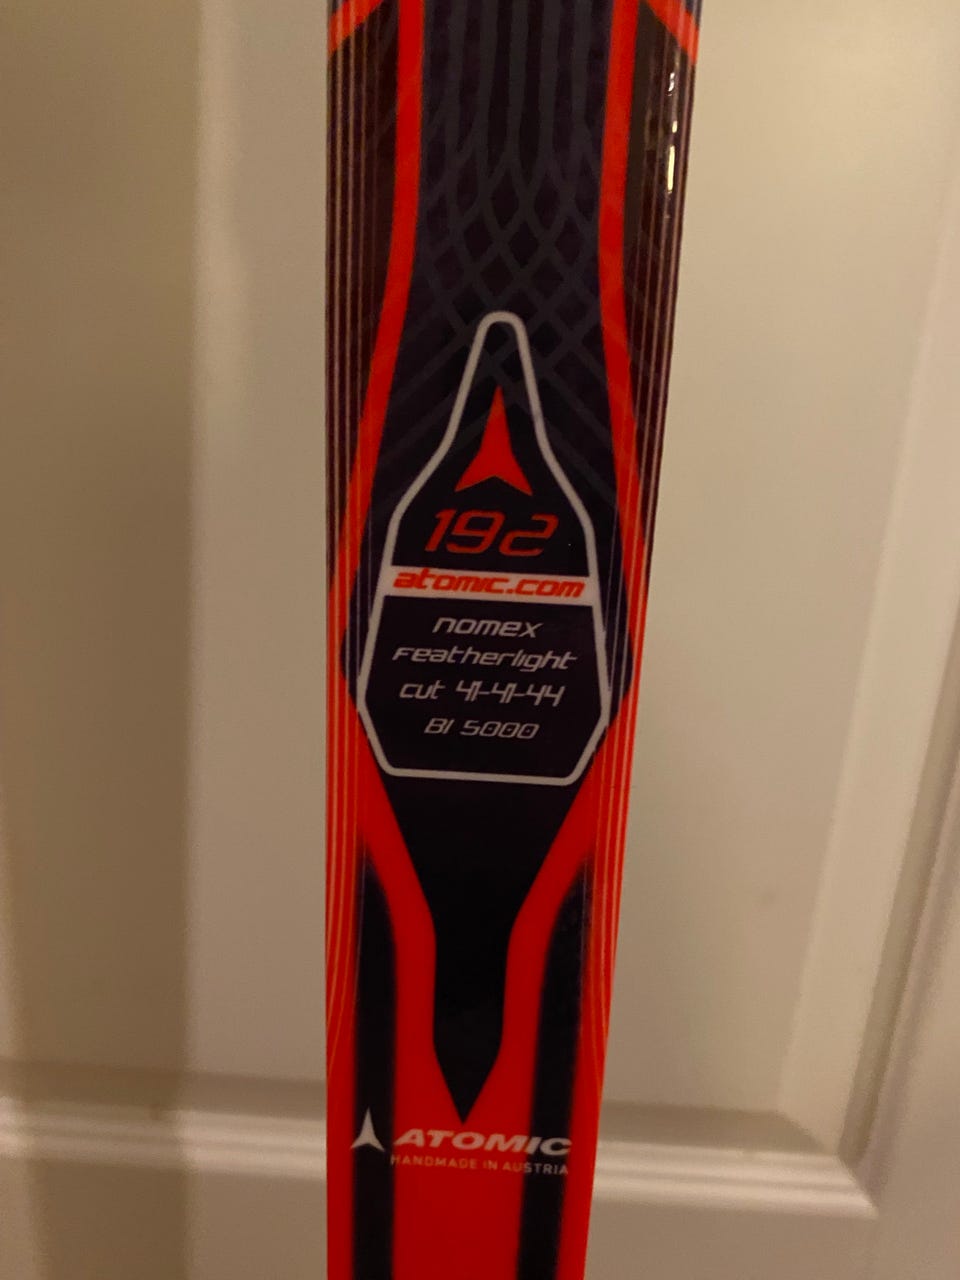 192
atomic.com
nomex
Featherlight
cut 41-41-44
BI 5000
ATOMIC
HANDMADE IN AUSTRIA